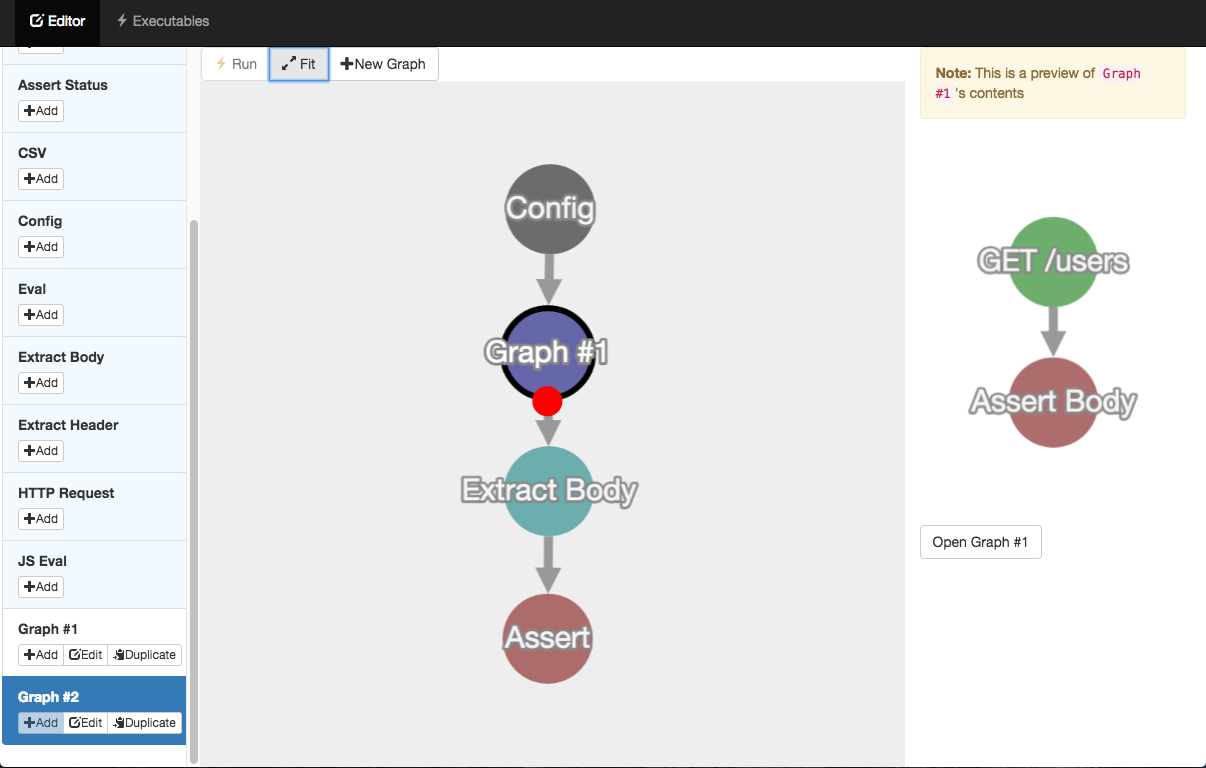 Editor
Executables
Assert Status
Add
CSV
Add
Config
Add
Eval
Add
Extract Body
Add
Extract Header
Add
HTTP Request
Add
JS Eval
Add
Graph #1
Add Edit Duplicate
Graph #2
Add Edit Duplicate
Run Fit New Graph
Config
Graph #1
Extract Body
Assert
Note: This is a preview of Graph
#1 's contents
GET /users
Assert Body
Open Graph #1